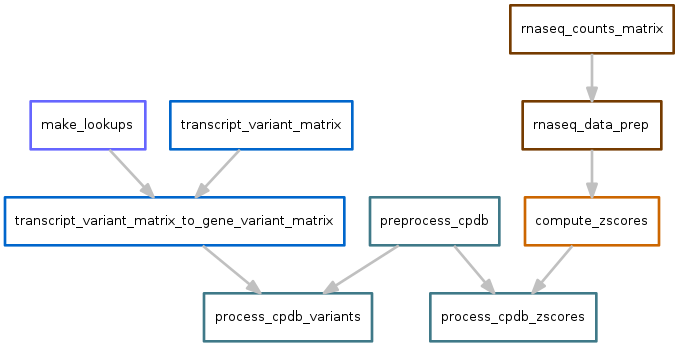 rnaseq_counts_matrix
make_lookups
transcript_variant_matrix
rnaseq_data_prep
transcript_variant_matrix_to_gene_variant_matrix
preprocess_cpdb
compute_zscores
process_cpdb_variants
process_cpdb_zscores